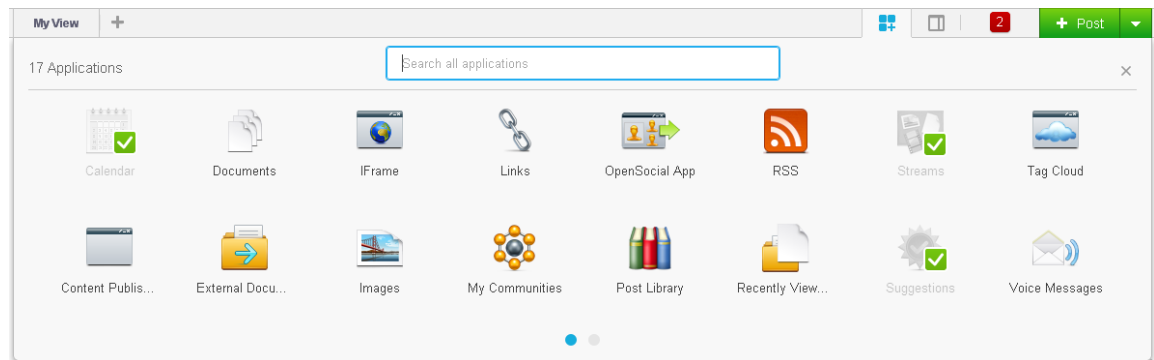 My View + 2 + Post
17 Applications Search all applications
Calendar Documents IFrame Links OpenSocial App RSS Streams Tag Cloud
Content Publis... External Docu... Images My Communities Post Library Recently View... Suggestions Voice Messages